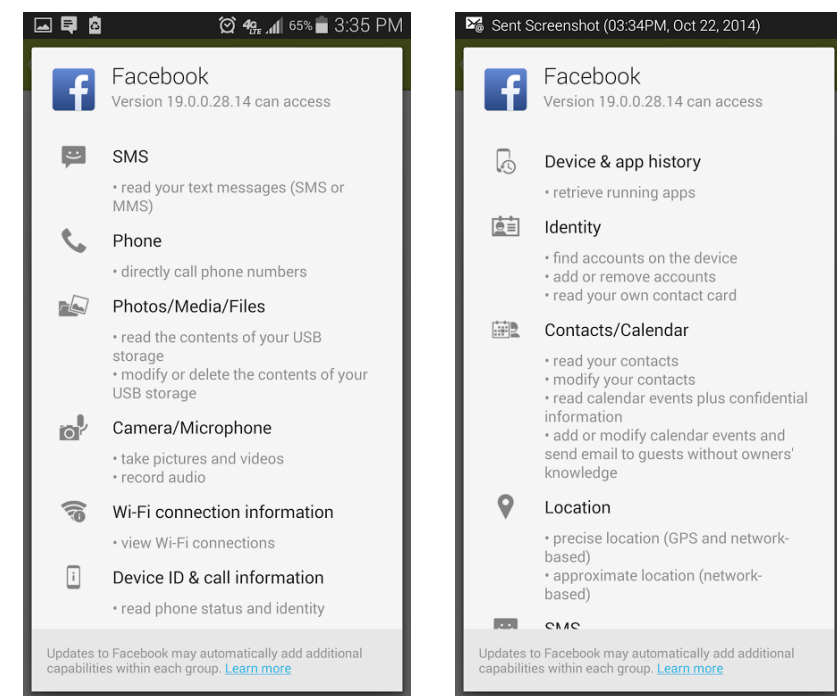 4G LTE 65% 3:35 PM
Facebook
Version 19.0.0.28.14 can access
SMS
• read your text messages (SMS or
MMS)
Phone
• directly call phone numbers
Photos/Media/Files
• read the contents of your USB
storage
• modify or delete the contents of your
USB storage
Camera/Microphone
• take pictures and videos
• record audio
Wi-Fi connection information
• view Wi-Fi connections
Device ID & call information
• read phone status and identity
Updates to Facebook may automatically add additional
capabilities within each group. Learn more
Sent Screenshot (03:34PM, Oct 22, 2014)
Facebook
Version 19.0.0.28.14 can access
Device & app history
• retrieve running apps
Identity
• find accounts on the device
• add or remove accounts
• read your own contact card
Contacts/Calendar
• read your contacts
• modify your contacts
• read calendar events plus confidential
information
• add or modify calendar events and
send email to guests without owners'
knowledge
Location
• precise location (GPS and network-
based)
• approximate location (network-
based)
SMS
Updates to Facebook may automatically add additional
capabilities within each group. Learn more